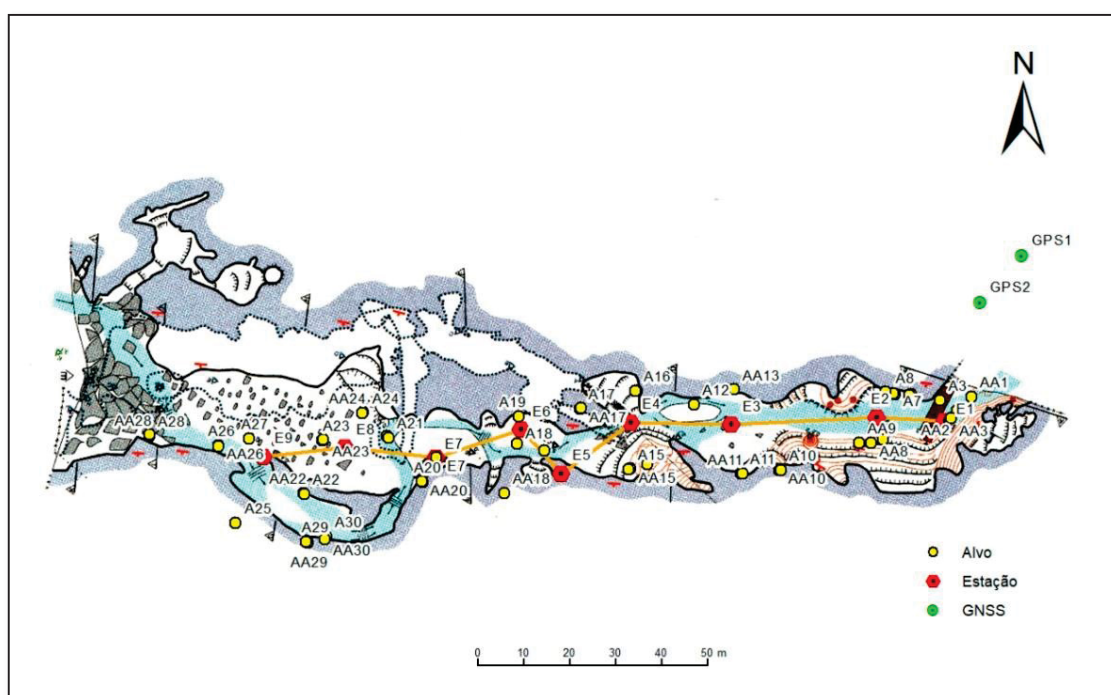 N
GPS1
GPS2
A16
AA13
A8
A3
AA1
A17
A12
E2
A7
AA24
A24
A19
E6
AA17
E4
E3
E1
AA28
A28
A26
A27
E9
A23
E8
A21
E7
A18
E5
AA9
AA2
AA3
AA26
AA23
A20
E7
A15
AA11
A11
A10
AA8
AA22
A22
AA20
AA18
AA15
AA10
A25
A29
A30
AA29
AA30
Alvo
Estação
GNSS
0 10 20 30 40 50 m